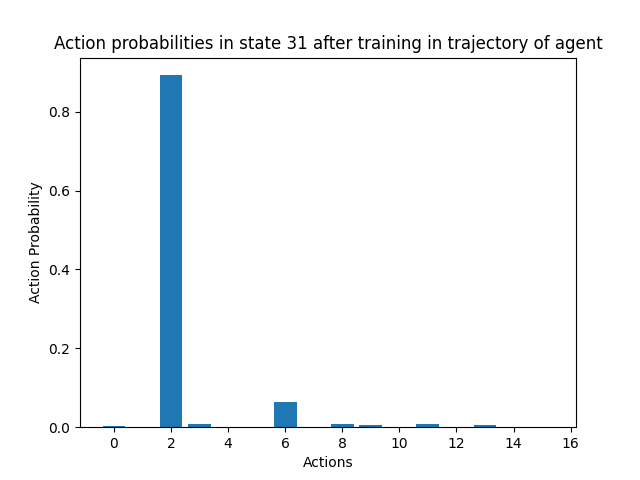 Action probabilities in state 31 after training in trajectory of agent
0.8
0.6
0.4
0.2
0.0
Action Probability
0 2 4 6 8 10 12 14 16
Actions